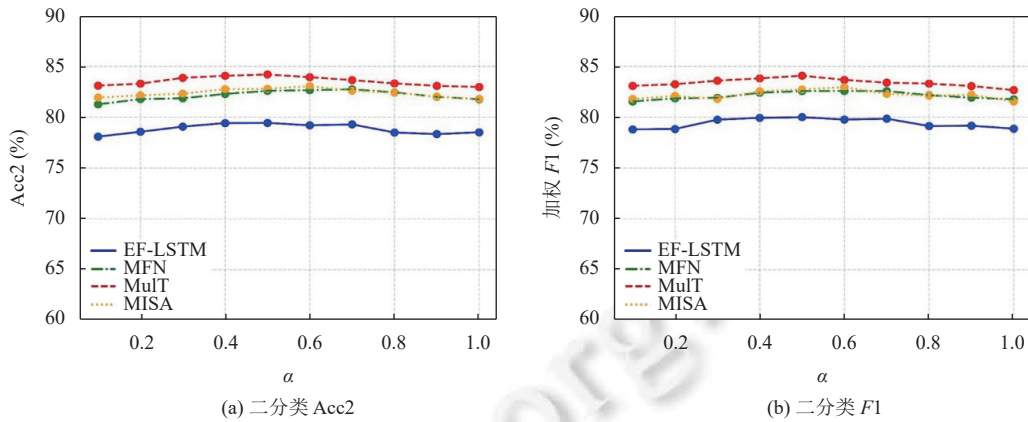 90
85
80
75
70
65
60
Acc2 (%)
EF-LSTM
MFN
MulT
MISA
0.2 0.4 0.6 0.8 1.0
α
(a) 二分类 Acc2
90
85
80
75
70
65
60
加权 F1 (%)
EF-LSTM
MFN
MulT
MISA
0.2 0.4 0.6 0.8 1.0
α
(b) 二分类 F1
org.